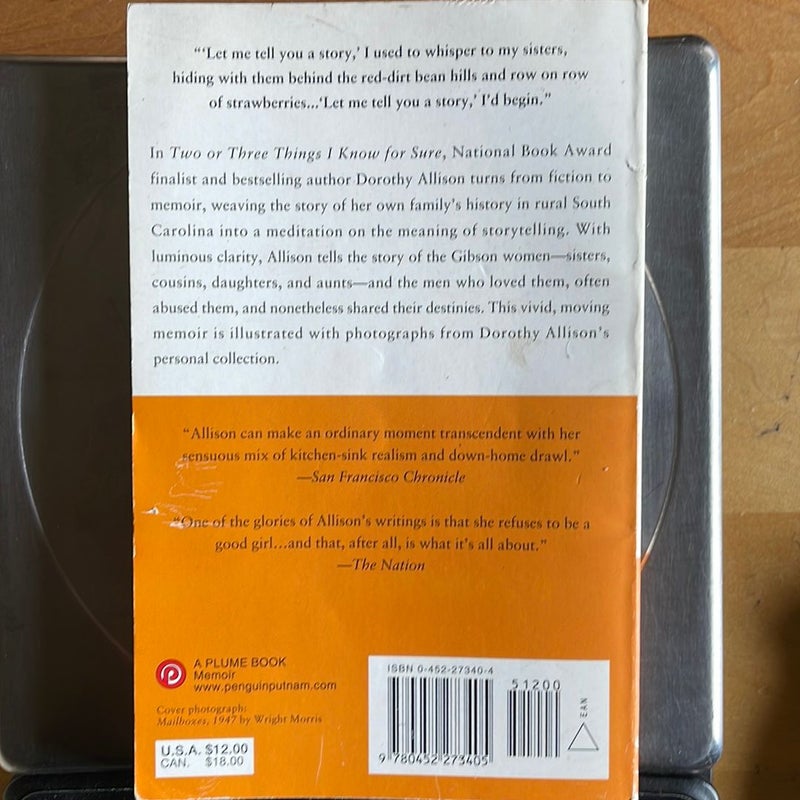 “‘Let me tell you a story,’ I used to whisper to my sisters,
hiding with them behind the red-dirt bean hills and row on row
of strawberries...‘Let me tell you a story,’ I’d begin.”
In Two or Three Things I Know for Sure, National Book Award
finalist and bestselling author Dorothy Allison turns from fiction to
memoir, weaving the story of her own family’s history in rural South
Carolina into a meditation on the meaning of storytelling. With
luminous clarity, Allison tells the story of the Gibson women—sisters,
cousins, daughters, and aunts—and the men who loved them, often
abused them, and nonetheless shared their destinies. This vivid, moving
memoir is illustrated with photographs from Dorothy Allison’s
personal collection.
“Allison can make an ordinary moment transcendent with her
sensuous mix of kitchen-sink realism and down-home drawl.”
—San Francisco Chronicle
“One of the glories of Allison’s writings is that she refuses to be a
good girl...and that, after all, is what it’s all about.”
—The Nation
A PLUME BOOK
Memoir
www.penguinputnam.com
Cover photograph:
Mailboxes, 1947 by Wright Morris
U.S.A. $12.00
CAN. $18.00
ISBN 0-452-27340-4
51200
EAN
9 780452 273405